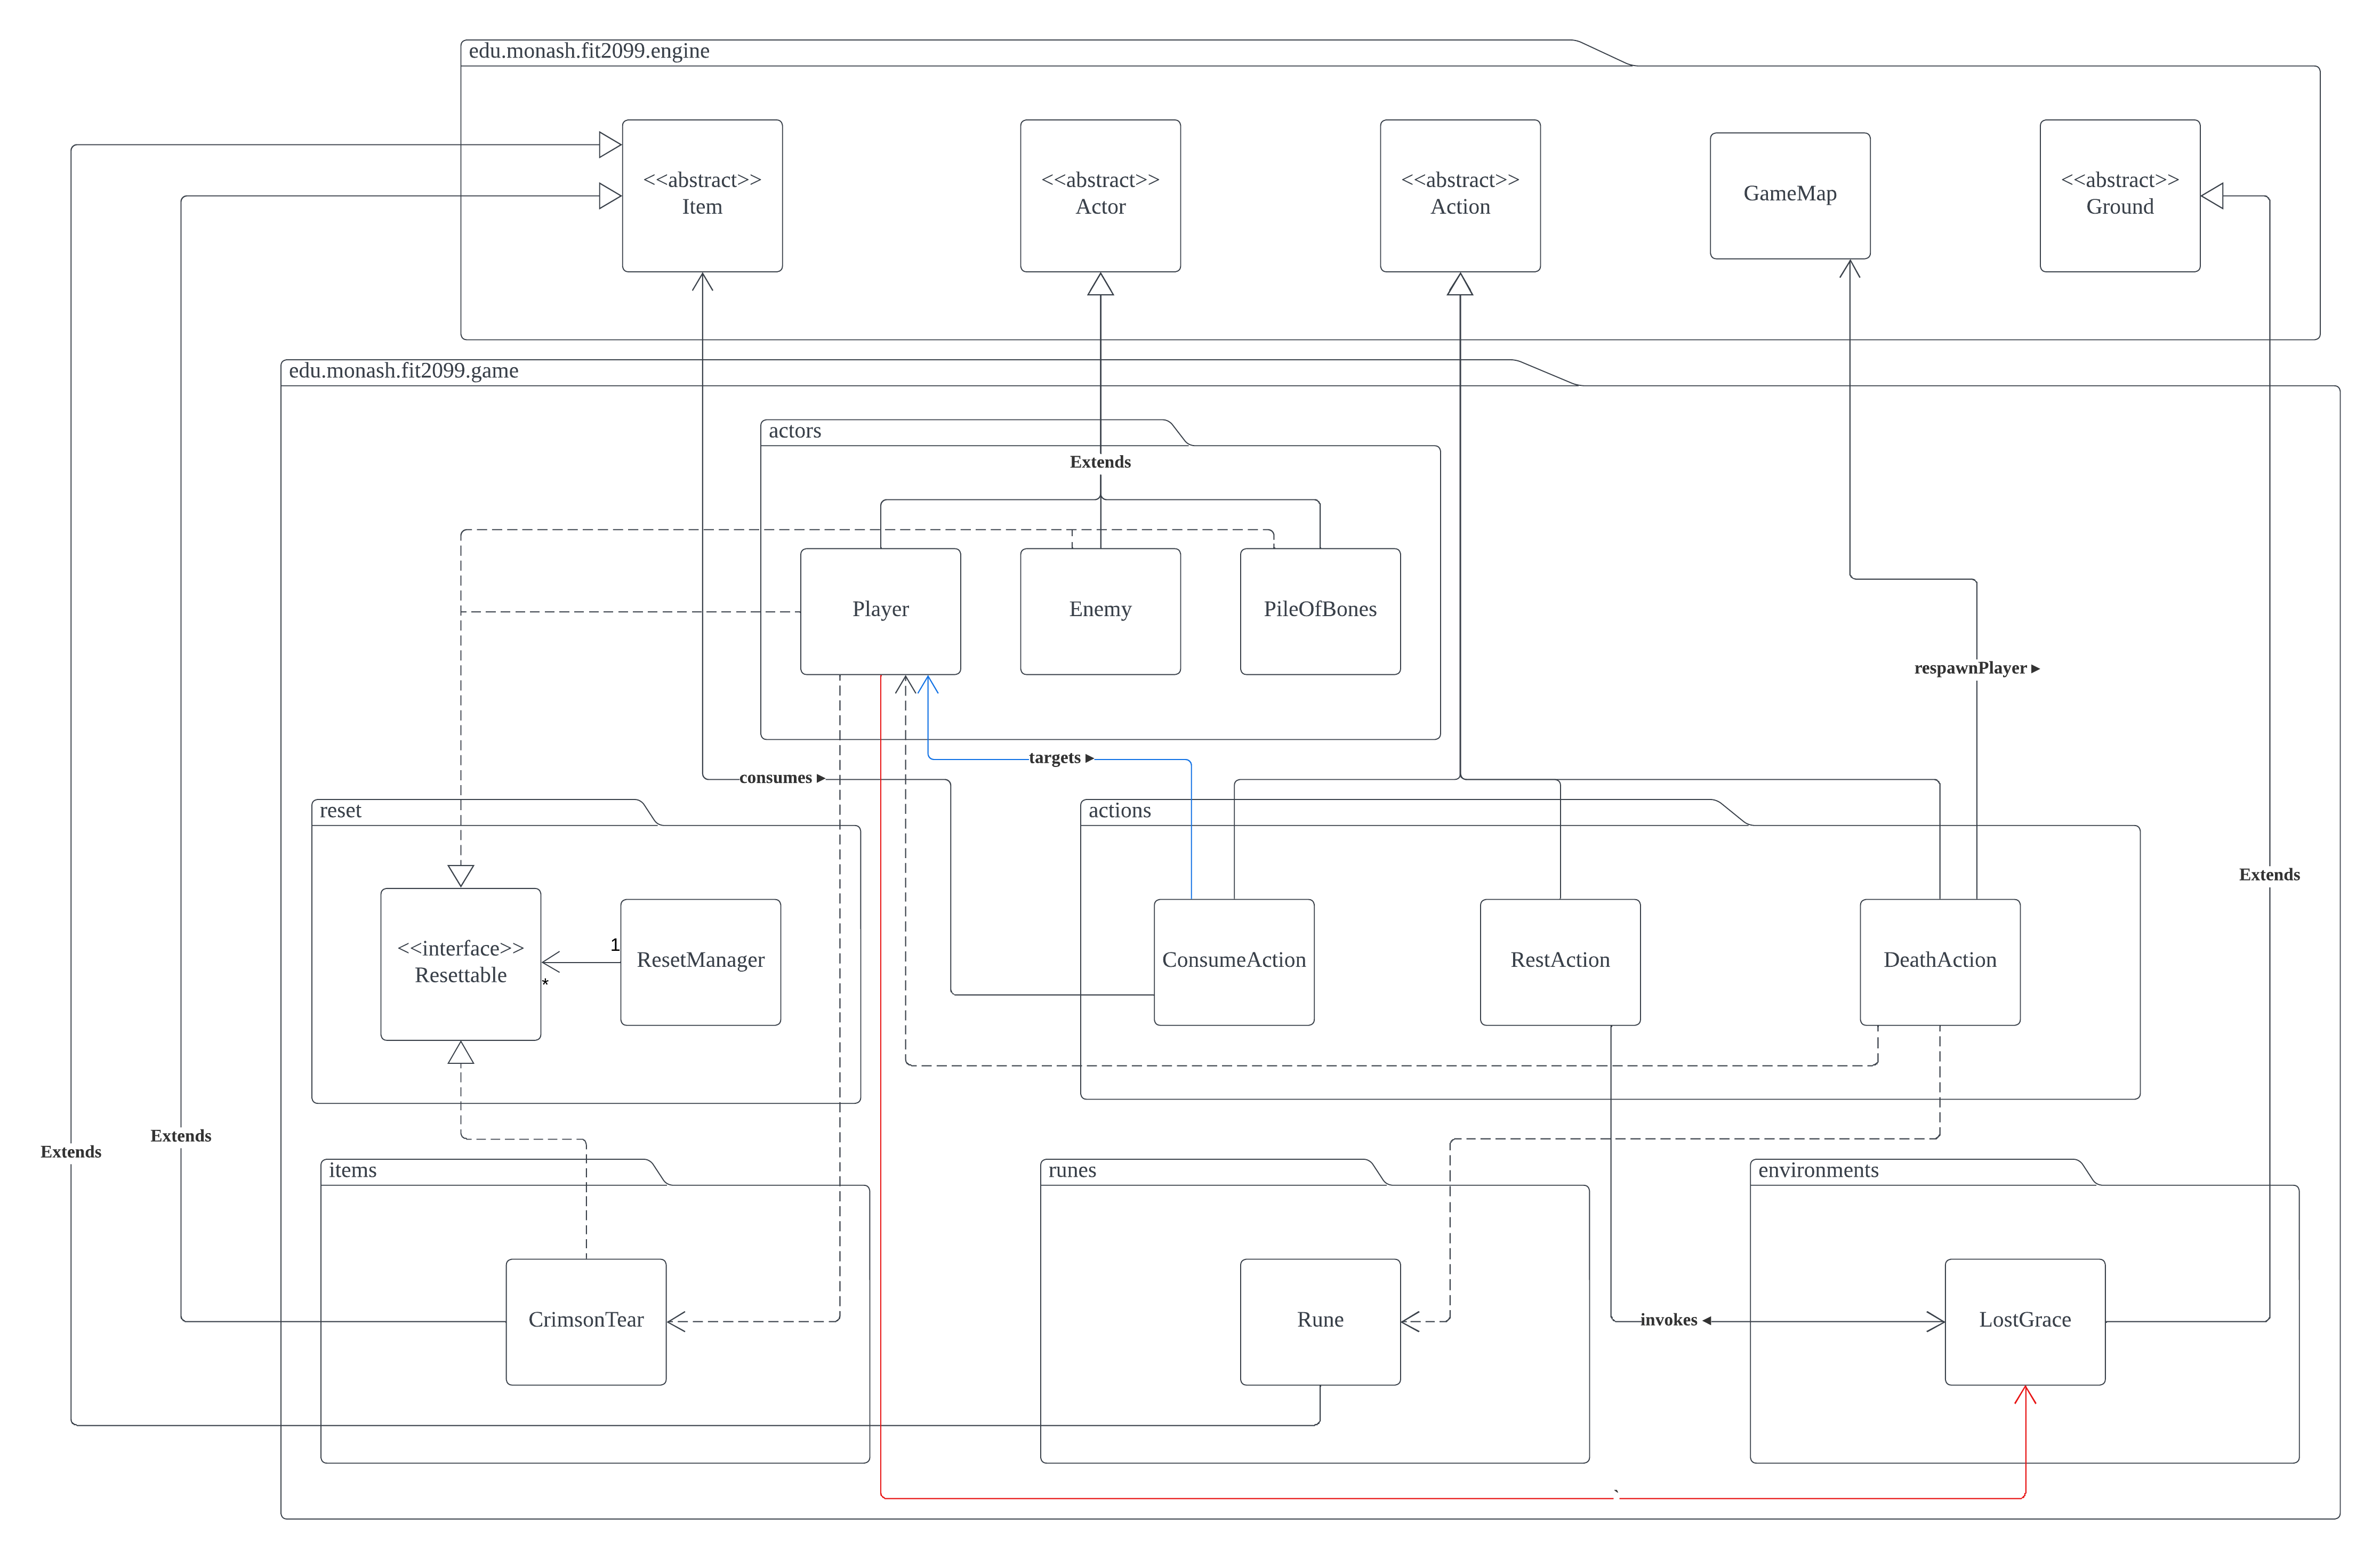 edu.monash.fit2099.engine
<<abstract>>
Item
<<abstract>>
Actor
<<abstract>>
Action
GameMap
<<abstract>>
Ground
edu.monash.fit2099.game
actors
Extends
Player
Enemy
PileOfBones
respawnPlayer ►
targets ►
consumes ►
reset
actions
Extends
<<interface>>
Resettable
1
*
ResetManager
ConsumeAction
RestAction
DeathAction
Extends
Extends
items
runes
environments
CrimsonTear
Rune
invokes ◄
LostGrace
`